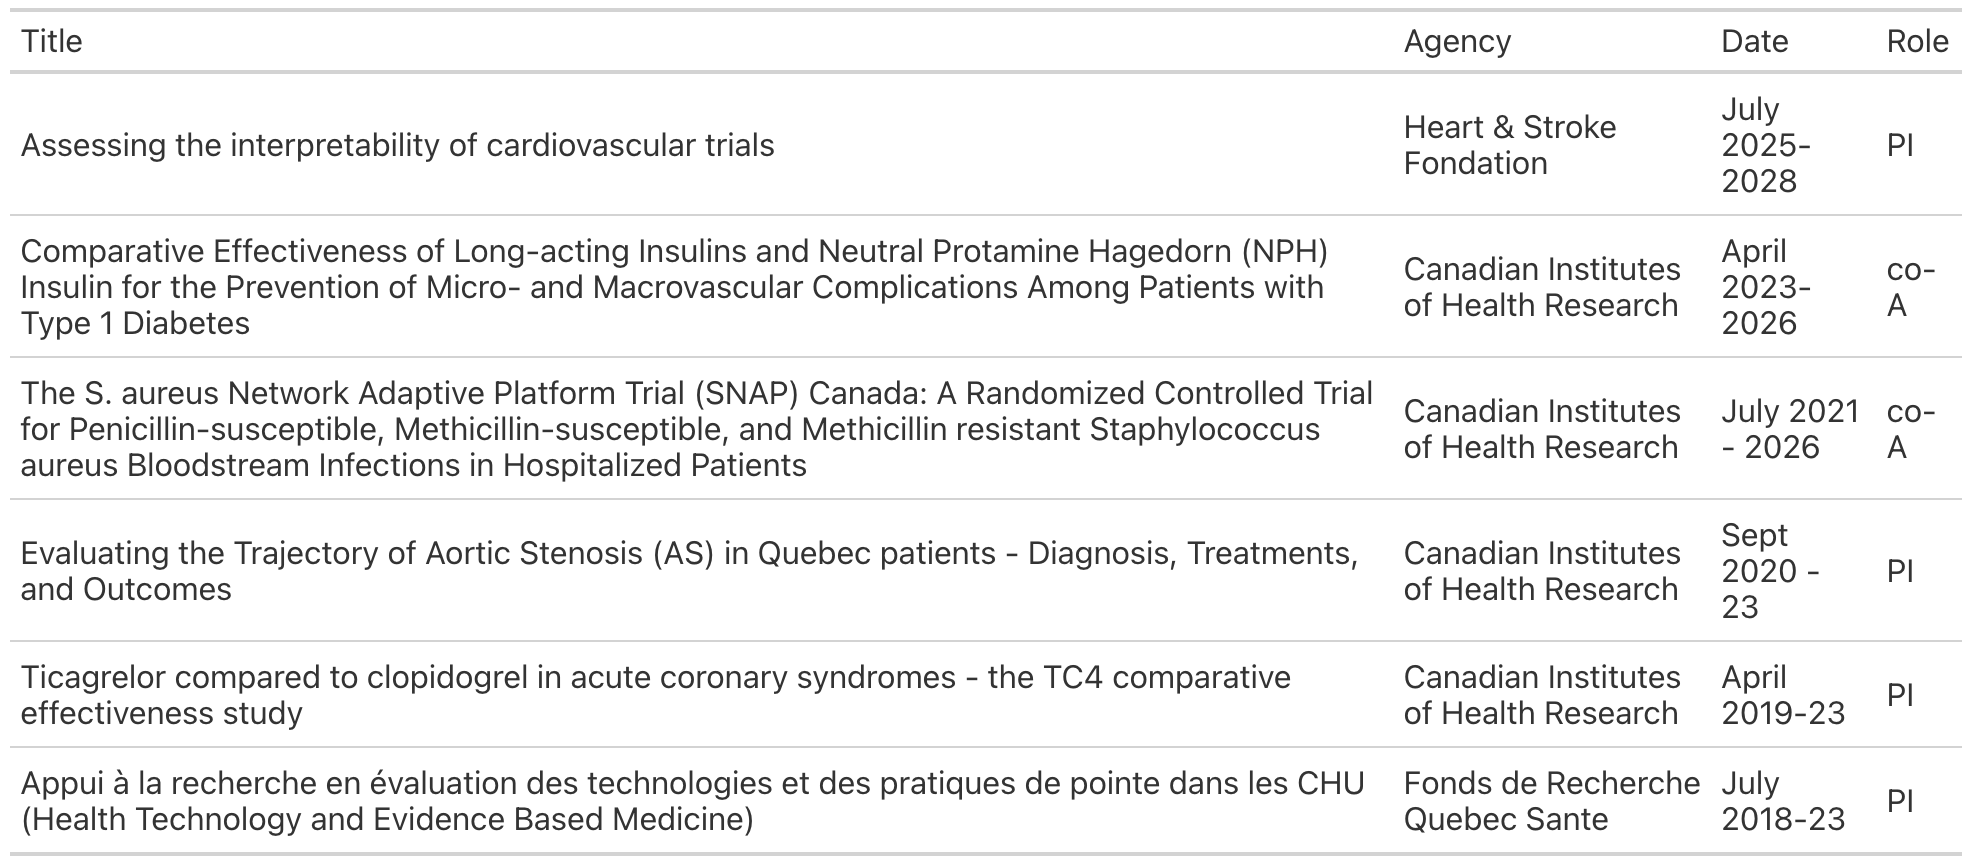 Title Agency Date Role
Assessing the interpretability of cardiovascular trials
Heart & Stroke
Fondation
July
2025-
2028
PI
Comparative Effectiveness of Long-acting Insulins and Neutral Protamine Hagedorn (NPH)
Insulin for the Prevention of Micro- and Macrovascular Complications Among Patients with
Type 1 Diabetes
Canadian Institutes
of Health Research
April
2023-
2026
co-
A
The S. aureus Network Adaptive Platform Trial (SNAP) Canada: A Randomized Controlled Trial
for Penicillin-susceptible, Methicillin-susceptible, and Methicillin resistant Staphylococcus
aureus Bloodstream Infections in Hospitalized Patients
Canadian Institutes
of Health Research
July 2021
- 2026
co-
A
Evaluating the Trajectory of Aortic Stenosis (AS) in Quebec patients - Diagnosis, Treatments,
and Outcomes
Canadian Institutes
of Health Research
Sept
2020 -
23
PI
Ticagrelor compared to clopidogrel in acute coronary syndromes - the TC4 comparative
effectiveness study
Canadian Institutes
of Health Research
April
2019-23
PI
Appui à la recherche en évaluation des technologies et des pratiques de pointe dans les CHU
(Health Technology and Evidence Based Medicine)
Fonds de Recherche
Quebec Sante
July
2018-23
PI